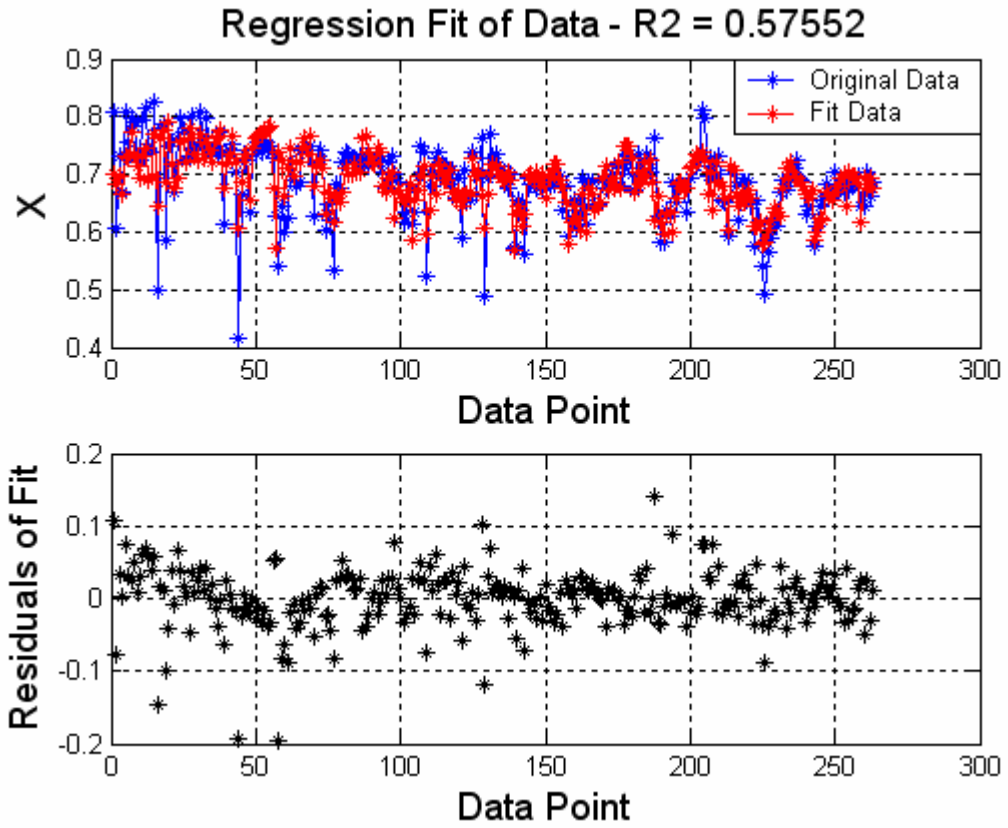 Regression Fit of Data - R2 = 0.57552
0.9
0.8
0.7
0.6
0.5
0.4
X
Original Data
Fit Data
0 50 100 150 200 250 300
Data Point
0.2
0.1
0
-0.1
-0.2
Residuals of Fit
0 50 100 150 200 250 300
Data Point